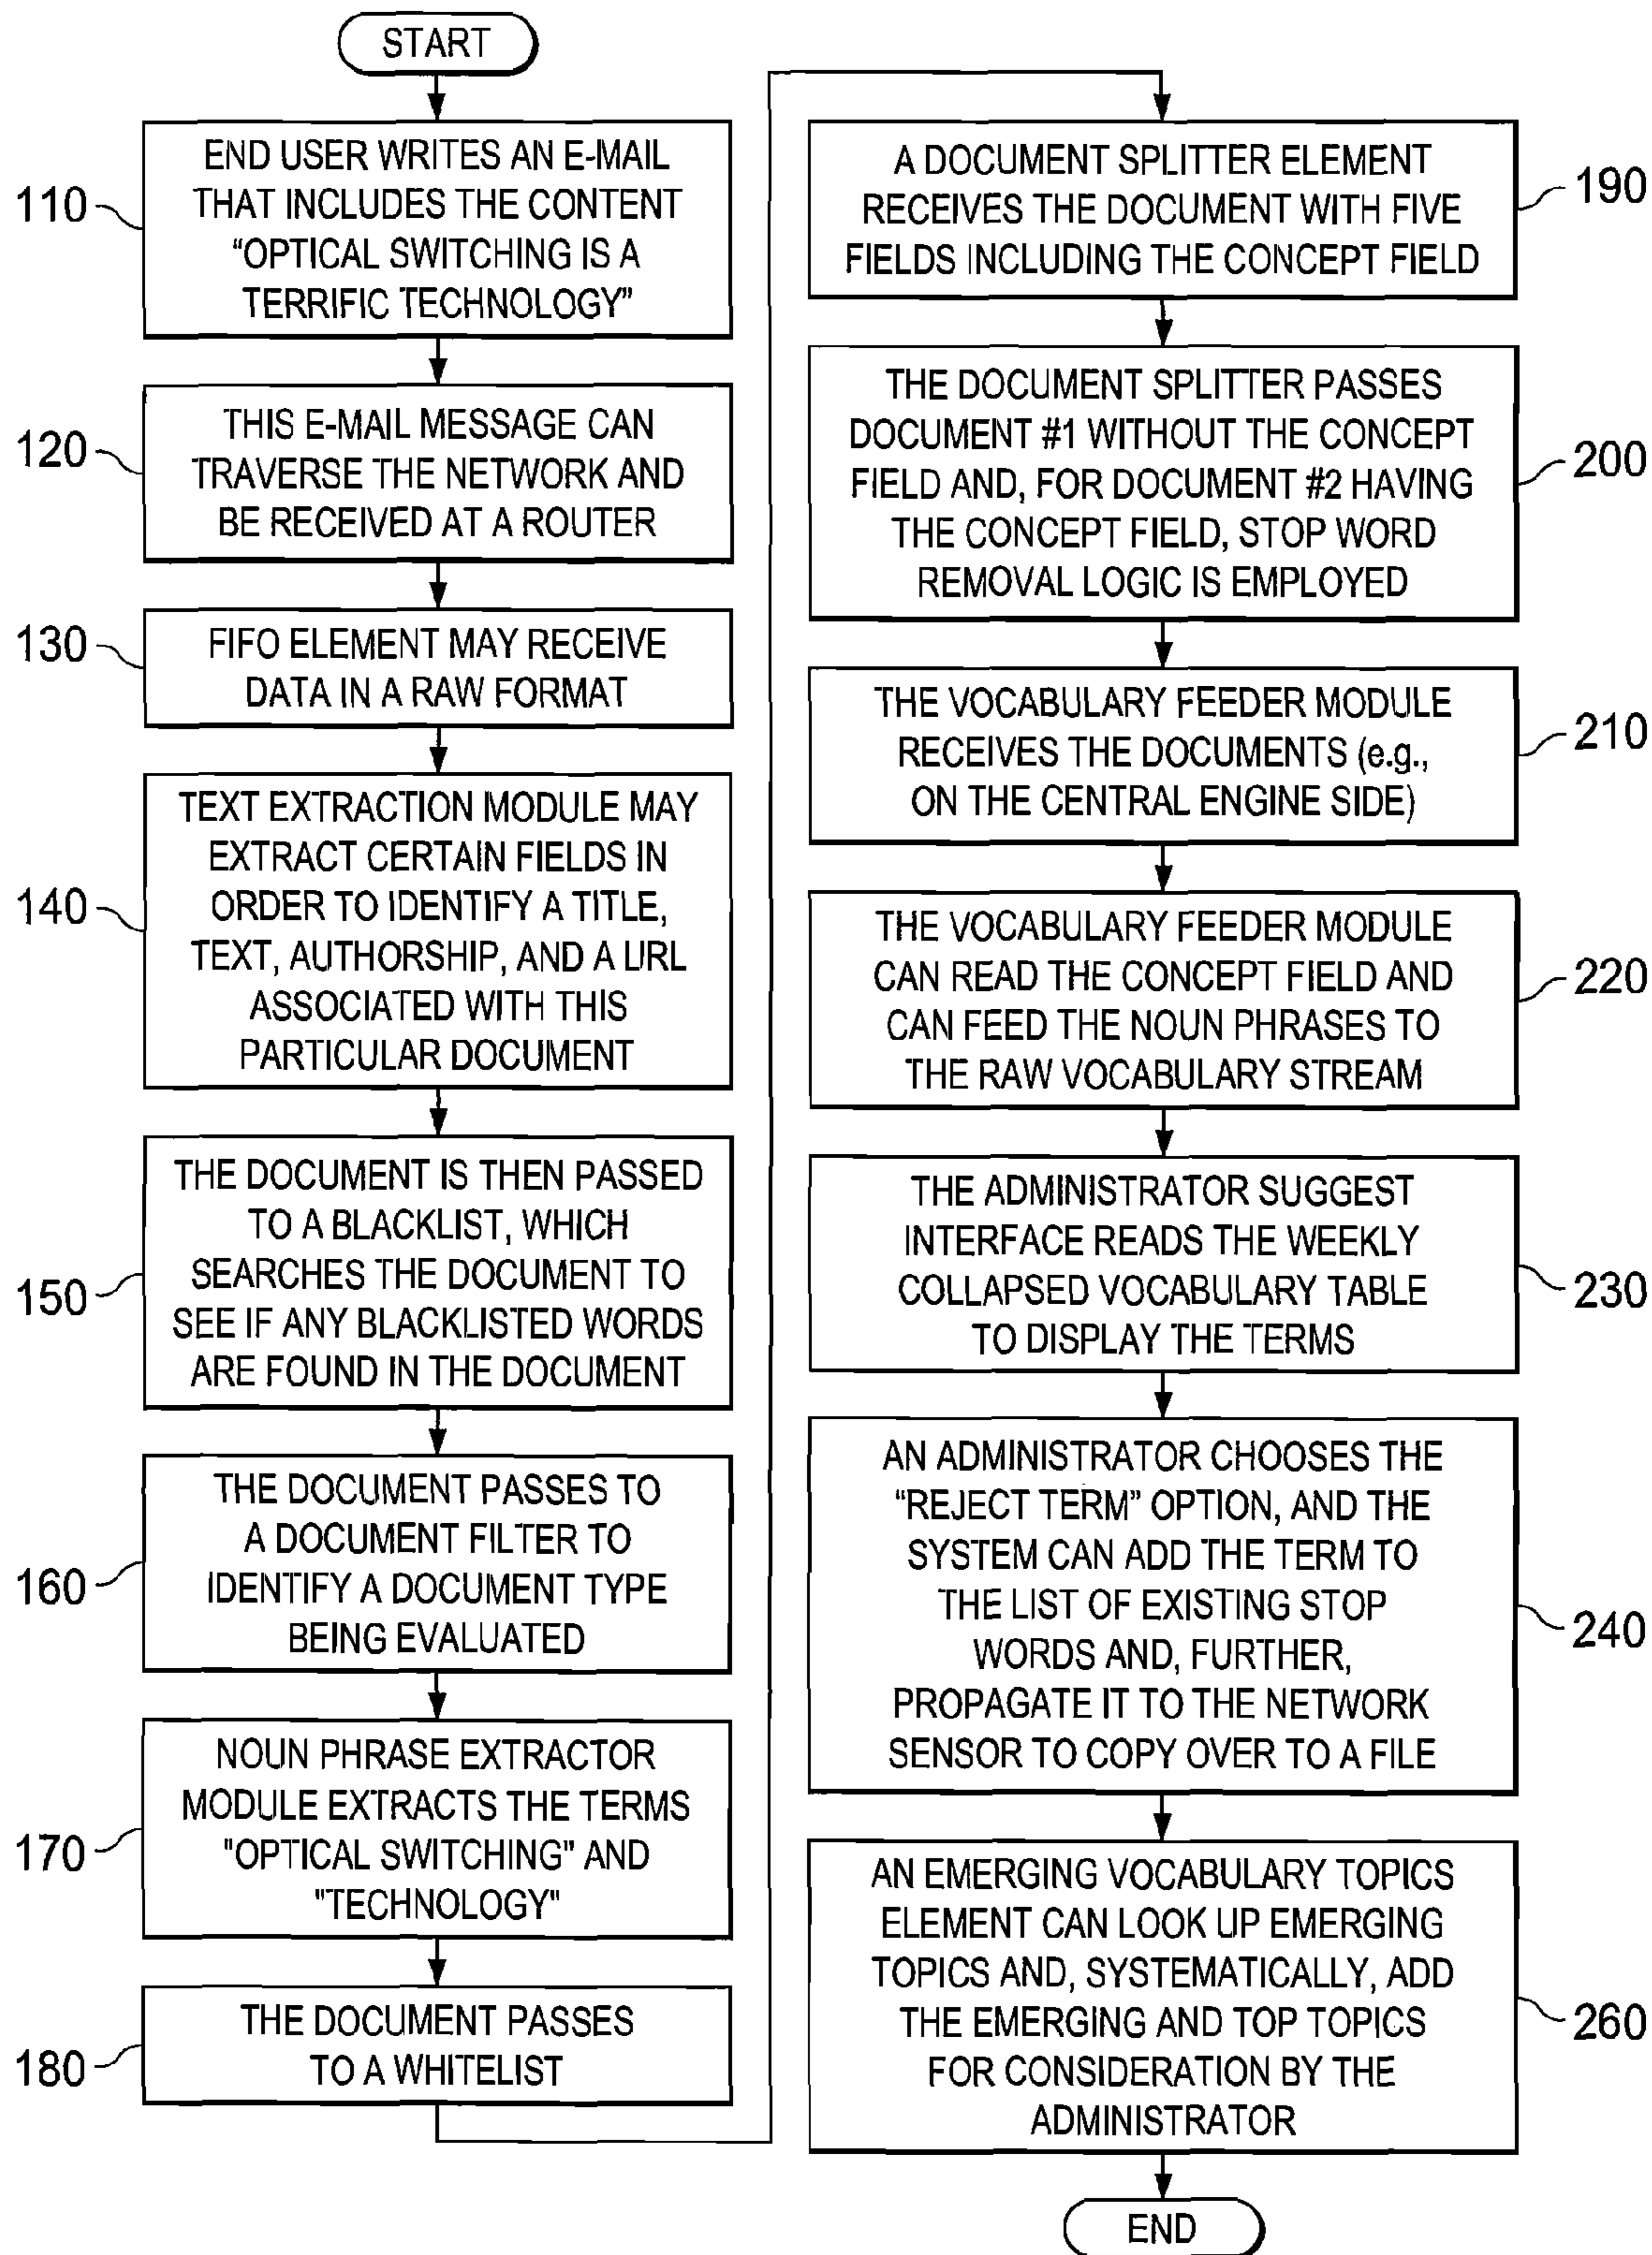 START
END USER WRITES AN E-MAIL
THAT INCLUDES THE CONTENT
“OPTICAL SWITCHING IS A
TERRIFIC TECHNOLOGY”
110
THIS E-MAIL MESSAGE CAN
TRAVERSE THE NETWORK AND
BE RECEIVED AT A ROUTER
120
FIFO ELEMENT MAY RECEIVE
DATA IN A RAW FORMAT
130
TEXT EXTRACTION MODULE MAY
EXTRACT CERTAIN FIELDS IN
ORDER TO IDENTIFY A TITLE,
TEXT, AUTHORSHIP, AND A URL
ASSOCIATED WITH THIS
PARTICULAR DOCUMENT
140
THE DOCUMENT IS THEN PASSED
TO A BLACKLIST, WHICH
SEARCHES THE DOCUMENT TO
SEE IF ANY BLACKLISTED WORDS
ARE FOUND IN THE DOCUMENT
150
THE DOCUMENT PASSES TO
A DOCUMENT FILTER TO
IDENTIFY A DOCUMENT TYPE
BEING EVALUATED
160
NOUN PHRASE EXTRACTOR
MODULE EXTRACTS THE TERMS
"OPTICAL SWITCHING" AND
"TECHNOLOGY"
170
THE DOCUMENT PASSES
TO A WHITELIST
180
A DOCUMENT SPLITTER ELEMENT
RECEIVES THE DOCUMENT WITH FIVE
FIELDS INCLUDING THE CONCEPT FIELD
190
THE DOCUMENT SPLITTER PASSES
DOCUMENT #1 WITHOUT THE CONCEPT
FIELD AND, FOR DOCUMENT #2 HAVING
THE CONCEPT FIELD, STOP WORD
REMOVAL LOGIC IS EMPLOYED
200
THE VOCABULARY FEEDER MODULE
RECEIVES THE DOCUMENTS (e.g.,
ON THE CENTRAL ENGINE SIDE)
210
THE VOCABULARY FEEDER MODULE
CAN READ THE CONCEPT FIELD AND
CAN FEED THE NOUN PHRASES TO
THE RAW VOCABULARY STREAM
220
THE ADMINISTRATOR SUGGEST
INTERFACE READS THE WEEKLY
COLLAPSED VOCABULARY TABLE
TO DISPLAY THE TERMS
230
AN ADMINISTRATOR CHOOSES THE
“REJECT TERM” OPTION, AND THE
SYSTEM CAN ADD THE TERM TO
THE LIST OF EXISTING STOP
WORDS AND, FURTHER,
PROPAGATE IT TO THE NETWORK
SENSOR TO COPY OVER TO A FILE
240
AN EMERGING VOCABULARY TOPICS
ELEMENT CAN LOOK UP EMERGING
TOPICS AND, SYSTEMATICALLY, ADD
THE EMERGING AND TOP TOPICS
FOR CONSIDERATION BY THE
ADMINISTRATOR
260
END